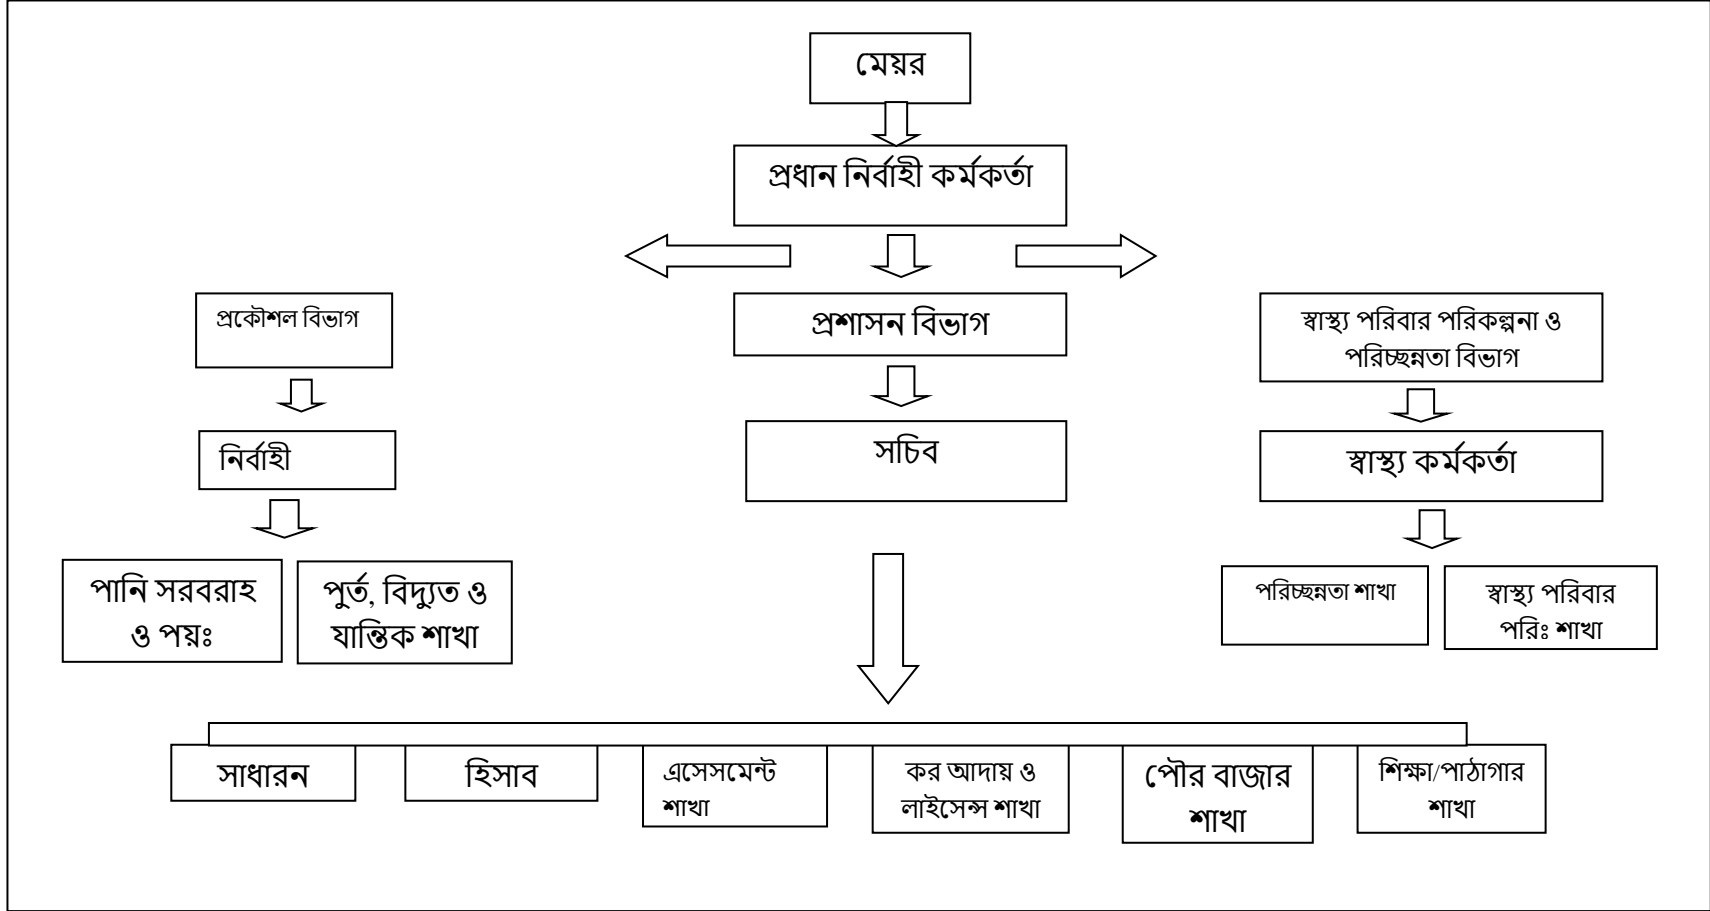 মেয়র
প্রধান নির্বাহী কর্মকর্তা
প্রকৌশল বিভাগ
প্রশাসন বিভাগ
স্বাস্থ্য পরিবার পরিকল্পনা ও
পরিচ্ছন্নতা বিভাগ
নির্বাহী
সচিব
স্বাস্থ্য কর্মকর্তা
পানি সরবরাহ
ও পয়ঃ
পুর্ত, বিদ্যুত ও
যান্তিক শাখা
পরিচ্ছন্নতা শাখা
স্বাস্থ্য পরিবার
পরিঃ শাখা
সাধারন
হিসাব
এসেসমেন্ট
শাখা
কর আদায় ও
লাইসেন্স শাখা
পৌর বাজার
শাখা
শিক্ষা/পাঠাগার
শাখা